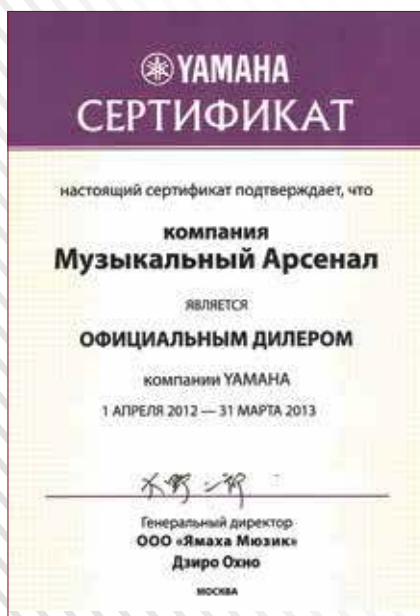 YAMAHA
СЕРТИФИКАТ
настоящий сертификат подтверждает, что
компания
Музыкальный Арсенал
ЯВЛЯЕТСЯ
ОФИЦИАЛЬНЫМ ДИЛЕРОМ
компании YAMAHA
1 АПРЕЛЯ 2012 — 31 МАРТА 2013
Генеральный директор
ООО «Ямаха Мюзик»
Дзиро Охно
МОСКВА